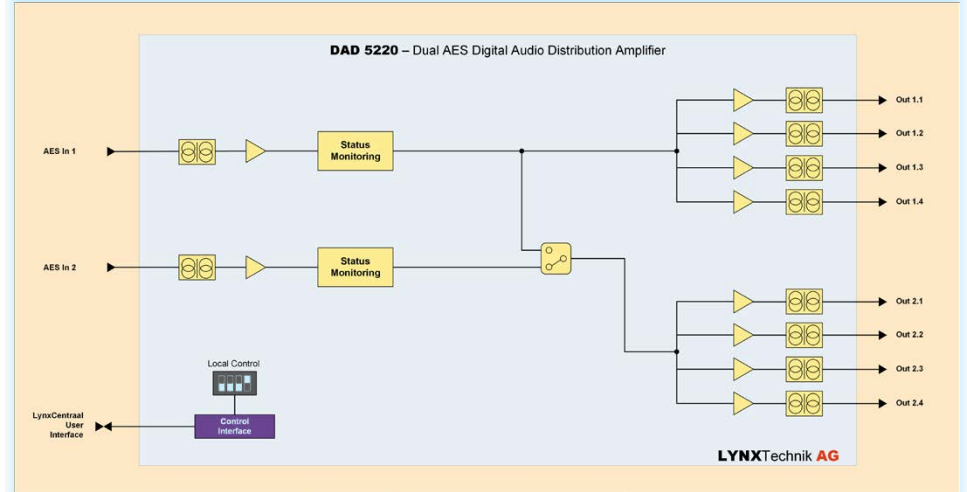 DAD 5220 – Dual AES Digital Audio Distribution Amplifier
Out 1.1
Out 1.2
AES In 1
Status
Monitoring
Out 1.3
Out 1.4
AES In 2
Status
Monitoring
Out 2.1
Out 2.2
Local Control
Out 2.3
Out 2.4
LynxCentraal
User
Interface
Control
Interface
LYNXTechnik AG